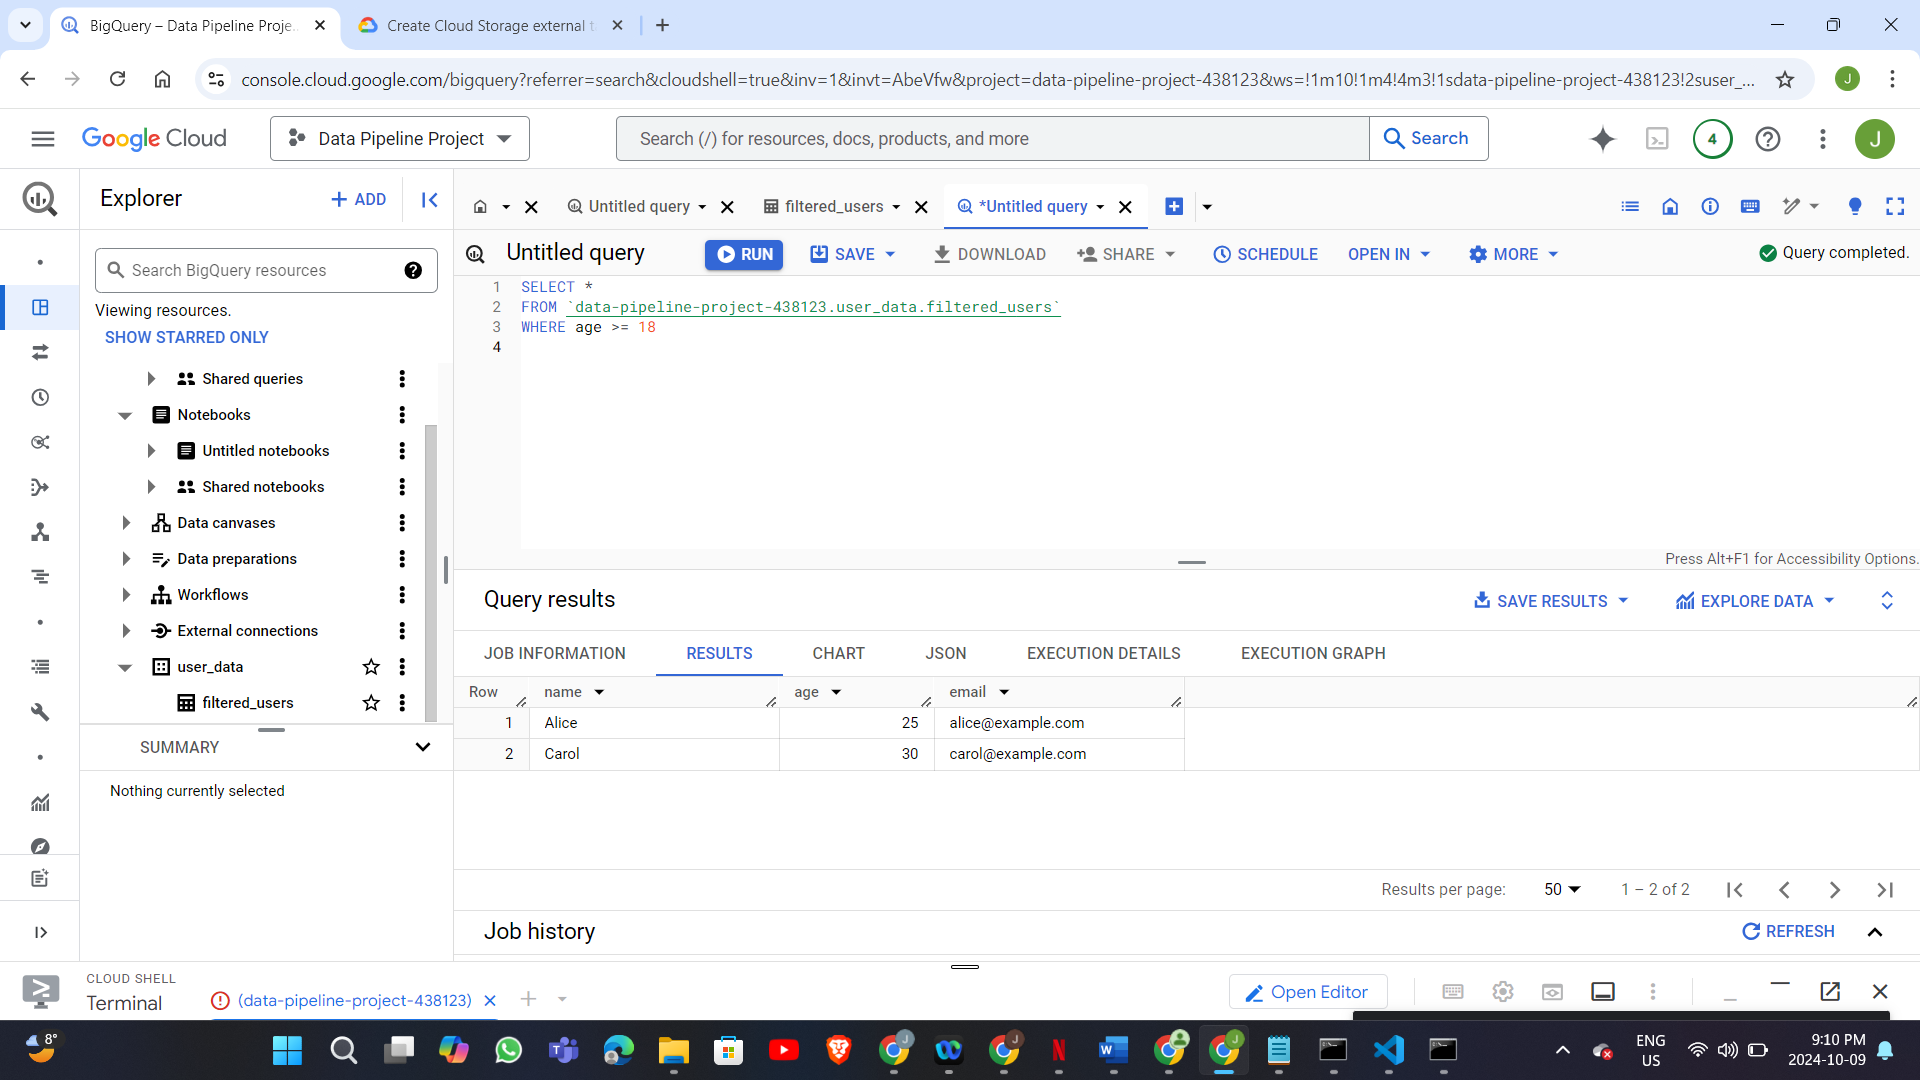 BigQuery – Data Pipeline Proje
Create Cloud Storage external t
console.cloud.google.com/bigquery?referrer=search&cloudshell=true&inv=1&invt=AbeVfw&project=data-pipeline-project-438123&ws=!1m10!1m4!4m3!1sdata-pipeline-project-438123!2suser_...
J
Google Cloud
Data Pipeline Project
Search (/) for resources, docs, products, and more
Search
4
J
Explorer
+ ADD
Untitled query
filtered_users
*Untitled query
Search BigQuery resources
Viewing resources.
SHOW STARRED ONLY
Shared queries
Notebooks
Untitled notebooks
Shared notebooks
Data canvases
Data preparations
Workflows
External connections
user_data
filtered_users
SUMMARY
Nothing currently selected
Untitled query
RUN
SAVE
DOWNLOAD
SHARE
SCHEDULE
OPEN IN
MORE
Query completed.
1 SELECT *
2 FROM `data-pipeline-project-438123.user_data.filtered_users`
3 WHERE age >= 18
4
Press Alt+F1 for Accessibility Options.
Query results
SAVE RESULTS
EXPLORE DATA
JOB INFORMATION
RESULTS
CHART
JSON
EXECUTION DETAILS
EXECUTION GRAPH
Row name age email
1 Alice 25 alice@example.com
2 Carol 30 carol@example.com
Results per page: 50 1 – 2 of 2
Job history
REFRESH
CLOUD SHELL
Terminal
(data-pipeline-project-438123)
Open Editor
8°
ENG
US
9:10 PM
2024-10-09